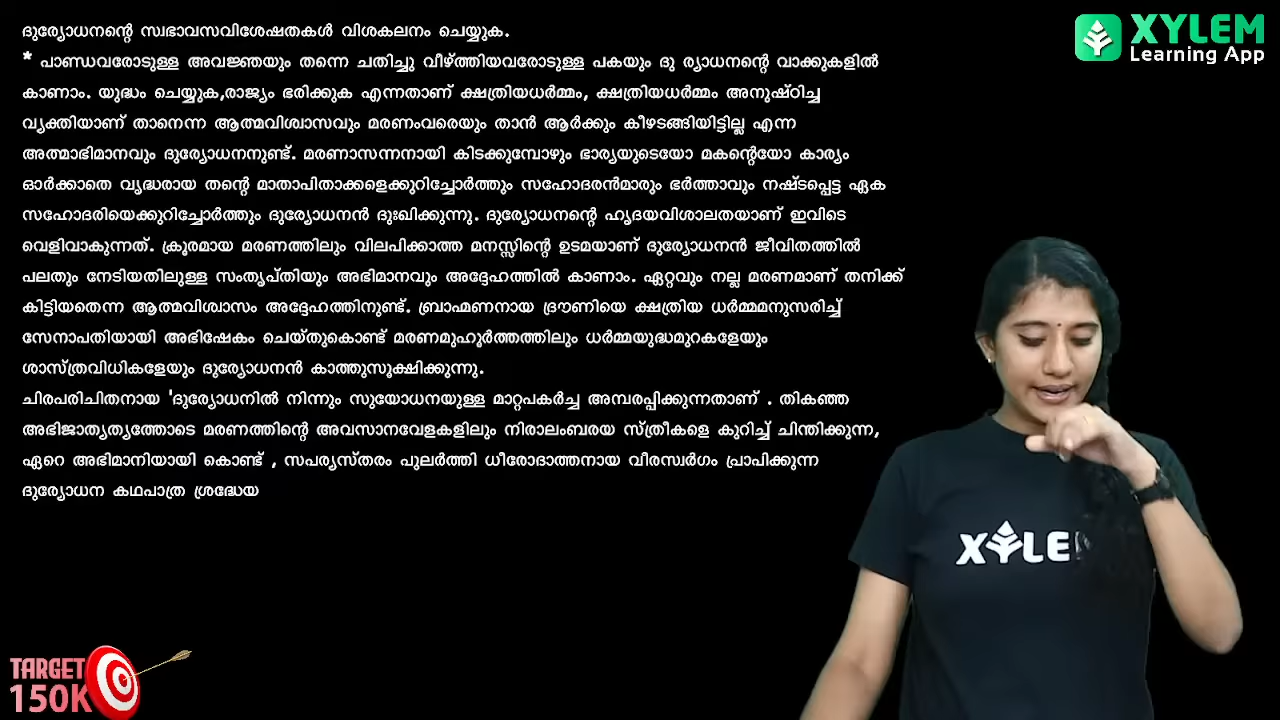 ദുര്യോധനന്റെ സ്വഭാവസവിശേഷതകൾ വിശകലനം ചെയ്യുക.
* പാണ്ഡവരോടുള്ള അവജ്ഞയും തന്നെ ചതിച്ചു വീഴ്ത്തിയവരോടുള്ള പകയും ദു ര്യാധനന്റെ വാക്കുകളിൽ
കാണാം. യുദ്ധം ചെയ്യുക,രാജ്യം ഭരിക്കുക എന്നതാണ് ക്ഷത്രിയധർമ്മം, ക്ഷത്രിയധർമ്മം അനുഷ്ഠിച്ച
വ്യക്തിയാണ് താനെന്ന ആത്മവിശ്വാസവും മരണംവരെയും താൻ ആർക്കും കീഴടങ്ങിയിട്ടില്ല എന്ന
അത്മാഭിമാനവും ദുര്യോധനനുണ്ട്. മരണാസന്നനായി കിടക്കുമ്പോഴും ഭാര്യയുടെയോ മകന്റെയോ കാര്യം
ഓർക്കാതെ വൃദ്ധരായ തന്റെ മാതാപിതാക്കളെക്കുറിച്ചോർത്തും സഹോദരൻമാരും ഭർത്താവും നഷ്ടപ്പെട്ട ഏക
സഹോദരിയെക്കുറിച്ചോർത്തും ദുര്യോധനൻ ദുഃഖിക്കുന്നു. ദുര്യോധനന്റെ ഹൃദയവിശാലതയാണ് ഇവിടെ
വെളിവാകുന്നത്. ക്രൂരമായ മരണത്തിലും വിലപിക്കാത്ത മനസ്സിന്റെ ഉടമയാണ് ദുര്യോധനൻ ജീവിതത്തിൽ
പലതും നേടിയതിലുള്ള സംതൃപ്തിയും അഭിമാനവും അദ്ദേഹത്തിൽ കാണാം. ഏറ്റവും നല്ല മരണമാണ് തനിക്ക്
കിട്ടിയതെന്ന ആത്മവിശ്വാസം അദ്ദേഹത്തിനുണ്ട്. ബ്രാഹ്മണനായ ദ്രൗണിയെ ക്ഷത്രിയ ധർമ്മമനുസരിച്ച്
സേനാപതിയായി അഭിഷേകം ചെയ്തുകൊണ്ട് മരണമുഹൂർത്തത്തിലും ധർമ്മയുദ്ധമുറകളേയും
ശാസ്ത്രവിധികളേയും ദുര്യോധനൻ കാത്തുസൂക്ഷിക്കുന്നു.
ചിരപരിചിതനായ 'ദുര്യോധനിൽ നിന്നും സുയോധനയുള്ള മാറ്റപകർച്ച അമ്പരപ്പിക്കുന്നതാണ് . തികഞ്ഞ
അഭിജാത്യത്യത്തോടെ മരണത്തിന്റെ അവസാനവേളകളിലും നിരാലംബരയ സ്ത്രീകളെ കുറിച്ച് ചിന്തിക്കുന്ന,
ഏറെ അഭിമാനിയായി കൊണ്ട് , സപര്യസ്തരം പുലർത്തി ധീരോദാത്തനായ വീരസ്വർഗം പ്രാപിക്കുന്ന
ദുര്യോധന കഥപാത്ര ശ്രദ്ധേയ
XYLEM
Learning App
XYLE
TARGET
150K